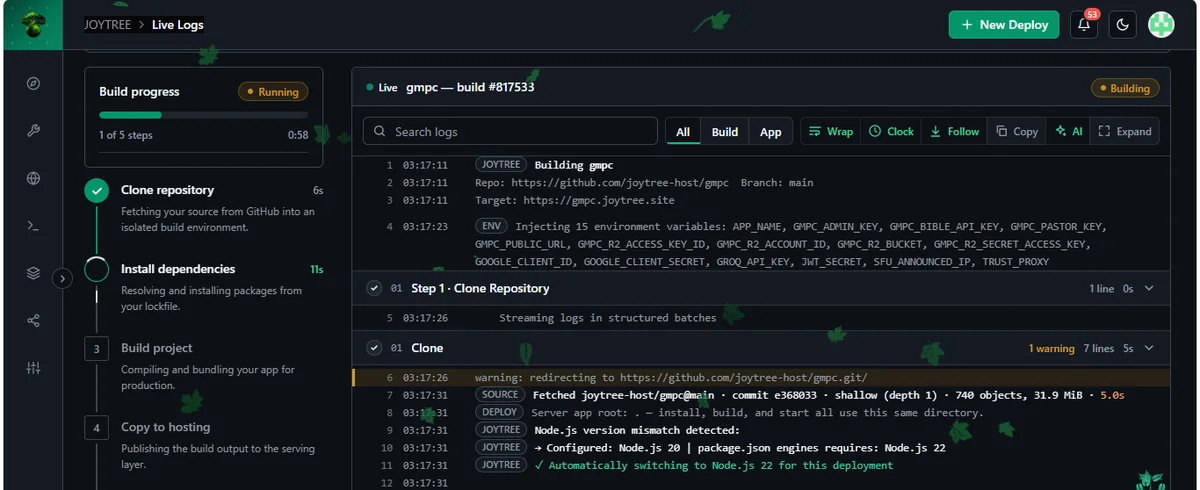 JOYTREE > Live Logs
+ New Deploy
53
Build progress
Running
1 of 5 steps
0:58
Clone repository
6s
Fetching your source from GitHub into an
isolated build environment.
Install dependencies
11s
Resolving and installing packages from
your lockfile.
3
Build project
Compiling and bundling your app for
production.
4
Copy to hosting
Publishing the build output to the serving
layer.
Live gmpc — build #817533
Building
Search logs
All Build App
Wrap Clock Follow Copy AI Expand
1 03:17:11 JOYTREE Building gmpc
2 03:17:11 Repo: https://github.com/joytree-host/gmpc Branch: main
3 03:17:11 Target: https://gmpc.joytree.site
4 03:17:23 ENV Injecting 15 environment variables: APP_NAME, GMPC_ADMIN_KEY, GMPC_BIBLE_API_KEY, GMPC_PASTOR_KEY,
GMPC_PUBLIC_URL, GMPC_R2_ACCESS_KEY_ID, GMPC_R2_ACCOUNT_ID, GMPC_R2_BUCKET, GMPC_R2_SECRET_ACCESS_KEY,
GOOGLE_CLIENT_ID, GOOGLE_CLIENT_SECRET, GROQ_API_KEY, JWT_SECRET, SFU_ANNOUNCED_IP, TRUST_PROXY
01 Step 1 · Clone Repository 1 line 0s
5 03:17:26 Streaming logs in structured batches
01 Clone 1 warning 7 lines 5s
6 03:17:26 warning: redirecting to https://github.com/joytree-host/gmpc.git/
7 03:17:31 SOURCE Fetched joytree-host/gmpc@main · commit e368033 · shallow (depth 1) · 740 objects, 31.9 MiB · 5.0s
8 03:17:31 DEPLOY Server app root: . — install, build, and start all use this same directory.
9 03:17:31 JOYTREE Node.js version mismatch detected:
10 03:17:31 JOYTREE → Configured: Node.js 20 | package.json engines requires: Node.js 22
11 03:17:31 JOYTREE ✓ Automatically switching to Node.js 22 for this deployment
12 03:17:31